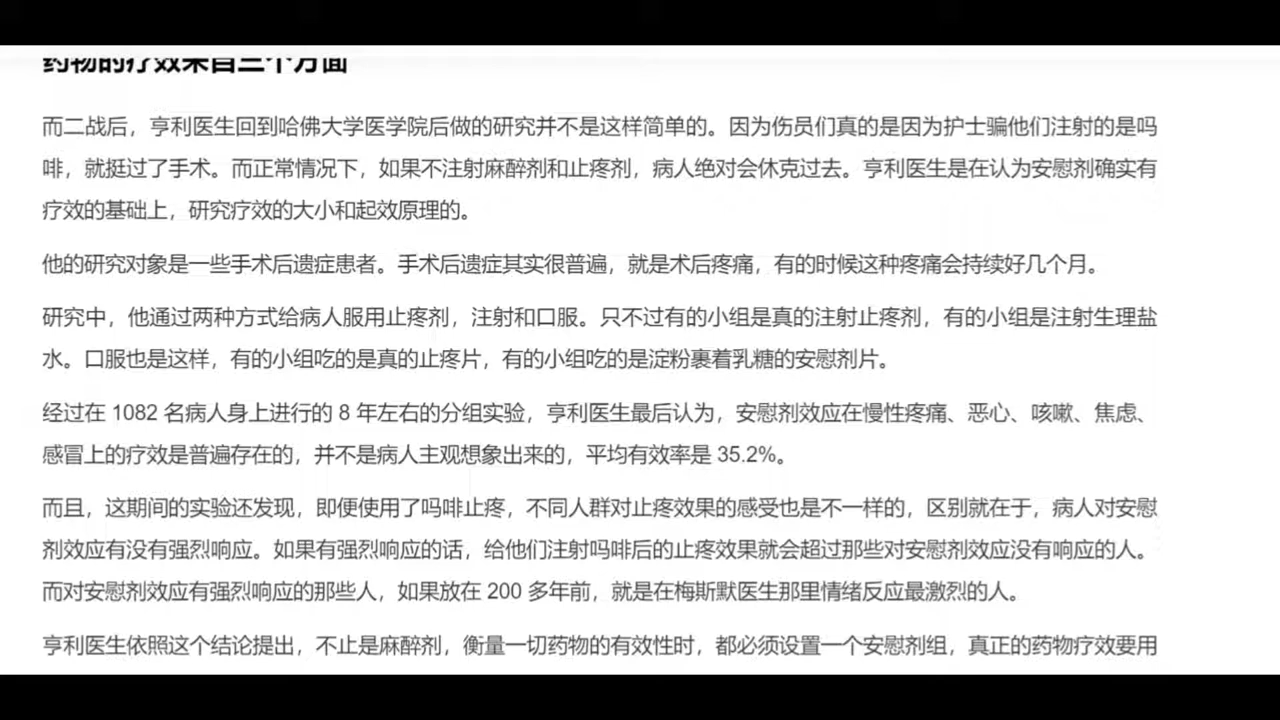 药物的疗效来自三个方面
而二战后，亨利医生回到哈佛大学医学院后做的研究并不是这样简单的。因为伤员们真的是因为护士骗他们注射的是吗
啡，就挺过了手术。而正常情况下，如果不注射麻醉剂和止疼剂，病人绝对会休克过去。亨利医生是在认为安慰剂确实有
疗效的基础上，研究疗效的大小和起效原理的。
他的研究对象是一些手术后遗症患者。手术后遗症其实很普遍，就是术后疼痛，有的时候这种疼痛会持续好几个月。
研究中，他通过两种方式给病人服用止疼剂，注射和口服。只不过有的小组是真的注射止疼剂，有的小组是注射生理盐
水。口服也是这样，有的小组吃的是真的止疼片，有的小组吃的是淀粉裹着乳糖的安慰剂片。
经过在 1082 名病人身上进行的 8 年左右的分组实验，亨利医生最后认为，安慰剂效应在慢性疼痛、恶心、咳嗽、焦虑、
感冒上的疗效是普遍存在的，并不是病人主观想象出来的，平均有效率是 35.2%。
而且，这期间的实验还发现，即便使用了吗啡止疼，不同人群对止疼效果的感受也是不一样的，区别就在于，病人对安慰
剂效应有没有强烈响应。如果有强烈响应的话，给他们注射吗啡后的止疼效果就会超过那些对安慰剂效应没有响应的人。
而对安慰剂效应有强烈响应的那些人，如果放在 200 多年前，就是在梅斯默医生那里情绪反应最激烈的人。
亨利医生依照这个结论提出，不止是麻醉剂，衡量一切药物的有效性时，都必须设置一个安慰剂组，真正的药物疗效要用